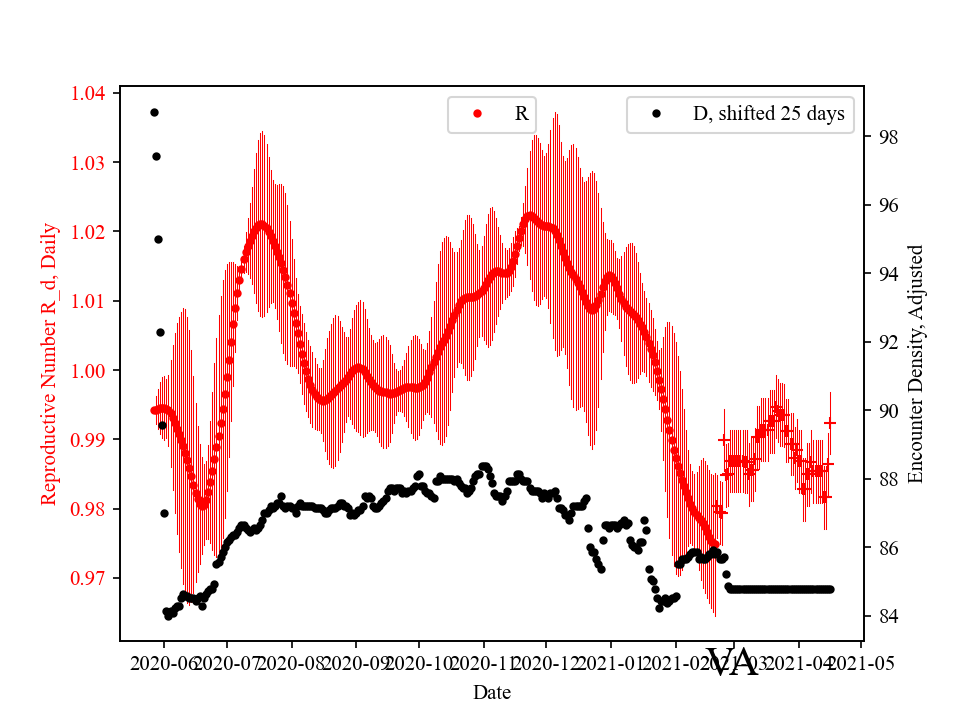 R
D, shifted 25 days
Reproductive Number R_d, Daily
1.04
1.03
1.02
1.01
1.00
0.99
0.98
0.97
98
96
94
92
90
88
86
84
Encounter Density, Adjusted
2020-06 2020-07 2020-08 2020-09 2020-10 2020-11 2020-12 2021-01 2021-02 2021-03 2021-04 2021-05
VA
Date